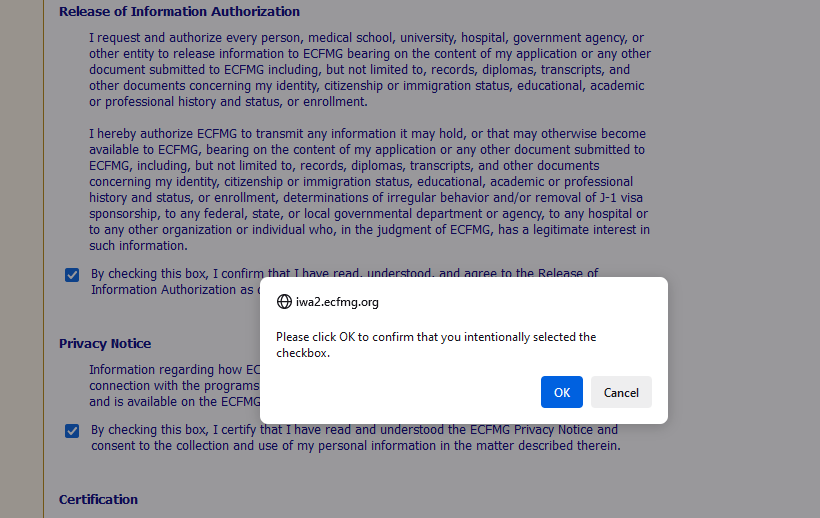 Release of Information Authorization
I request and authorize every person, medical school, university, hospital, government agency, or
other entity to release information to ECFMG bearing on the content of my application or any other
document submitted to ECFMG including, but not limited to, records, diplomas, transcripts, and
other documents concerning my identity, citizenship or immigration status, educational, academic
or professional history and status, or enrollment.
I hereby authorize ECFMG to transmit any information it may hold, or that may otherwise become
available to ECFMG, bearing on the content of my application or any other document submitted to
ECFMG, including, but not limited to, records, diplomas, transcripts, and other documents
concerning my identity, citizenship or immigration status, educational, academic or professional
history and status, or enrollment, determinations of irregular behavior and/or removal of J-1 visa
sponsorship, to any federal, state, or local governmental department or agency, to any hospital or
to any other organization or individual who, in the judgment of ECFMG, has a legitimate interest in
such information.
By checking this box, I confirm that I have read, understood, and agree to the Release of
Information Authorization as
iwa2.ecfmg.org
Please click OK to confirm that you intentionally selected the
checkbox.
OK Cancel
Privacy Notice
Information regarding how
connection with the programs
and is available on the ECFMG
By checking this box, I certify that I have read and understood the ECFMG Privacy Notice and
consent to the collection and use of my personal information in the matter described therein.
Certification